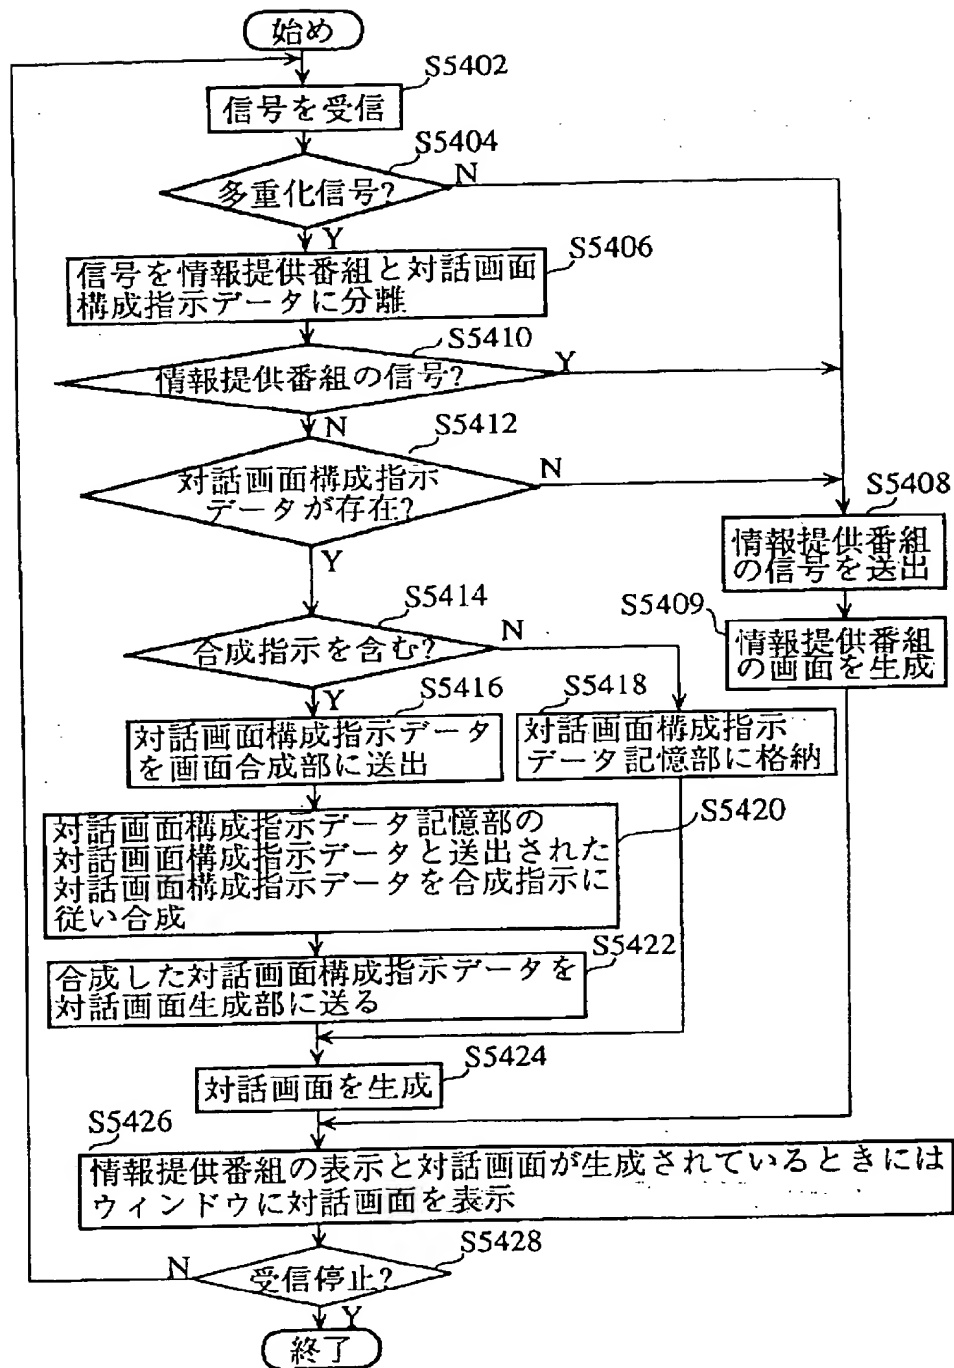 始め
S5402
信号を受信
S5404
多重化信号?
N
Y
S5406
信号を情報提供番組と対話画面
構成指示データに分離
S5410
情報提供番組の信号?
Y
N
S5412
対話画面構成指示
データが存在?
N
Y
S5408
情報提供番組
の信号を送出
S5409
情報提供番組
の画面を生成
S5414
合成指示を含む?
N
Y
S5416
対話画面構成指示データ
を画面合成部に送出
S5418
対話画面構成指示
データ記憶部に格納
S5420
対話画面構成指示データ記憶部の
対話画面構成指示データと送出された
対話画面構成指示データを合成指示に
従い合成
S5422
合成した対話画面構成指示データを
対話画面生成部に送る
S5424
対話画面を生成
S5426
情報提供番組の表示と対話画面が生成されているときには
ウィンドウに対話画面を表示
S5428
受信停止?
N
Y
終了